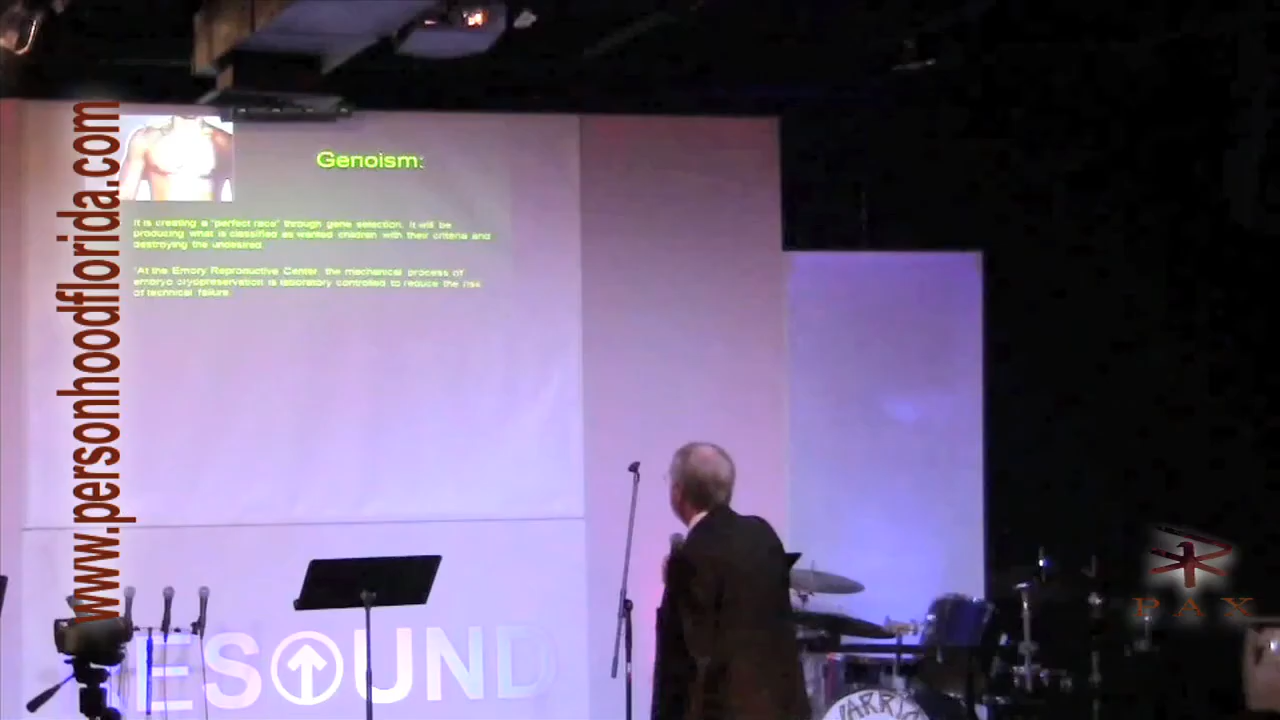 www.personhoodflorida.com
Genoism:
It is creating a "perfect race" through gene selection. It will be
producing what is classified as wanted children with their criteria and
destroying the undesired.
"At the Emory Reproductive Center, the mechanical process of
embryo cryopreservation is laboratory controlled to reduce the risk
of technical failure.
ESOUND
WARRIO
PAX